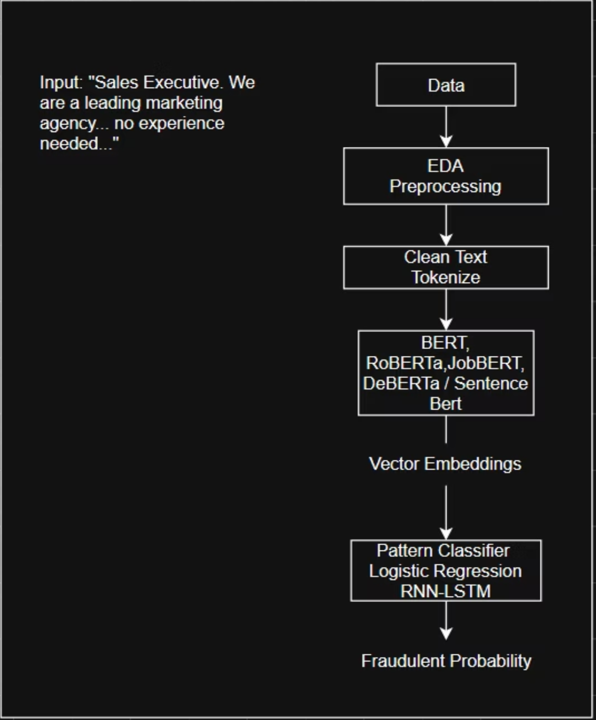 Input: "Sales Executive. We
are a leading marketing
agency... no experience
needed..."
Data
EDA
Preprocessing
Clean Text
Tokenize
BERT,
RoBERTa,JobBERT,
DeBERTa / Sentence
Bert
Vector Embeddings
Pattern Classifier
Logistic Regression
RNN-LSTM
Fraudulent Probability